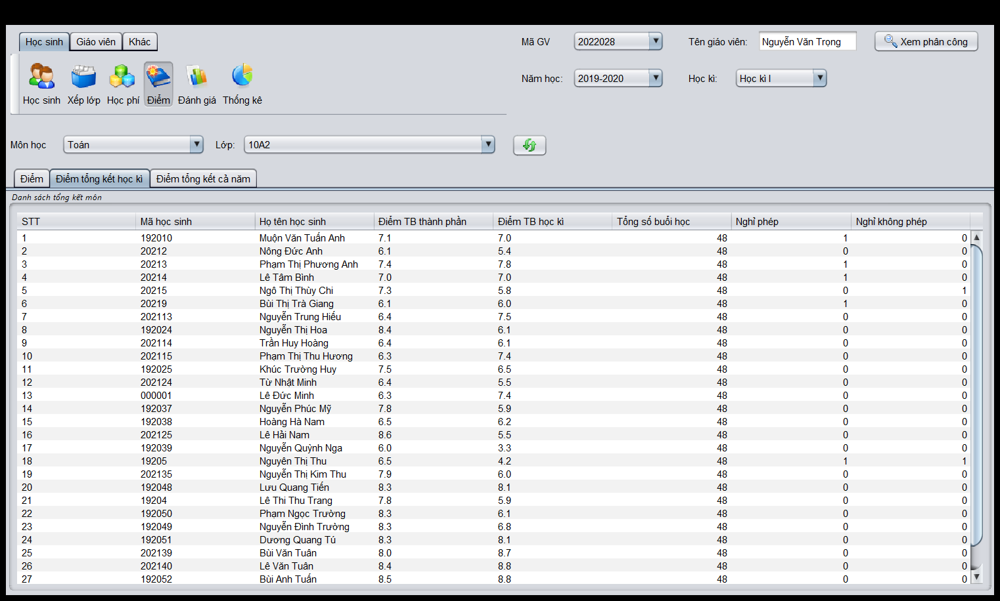 Học sinh Giáo viên Khác
Mã GV 2022028 Tên giáo viên: Nguyễn Văn Trọng Xem phân công
Học sinh Xếp lớp Học phí Điểm Đánh giá Thống kê
Năm học: 2019-2020 Học kì: Học kì I
Môn học Toán Lớp: 10A2
Điểm Điểm tổng kết học kì Điểm tổng kết cả năm
Danh sách tổng kết môn
STT Mã học sinh Họ tên học sinh Điểm TB thành phần Điểm TB học kì Tổng số buổi học Nghỉ phép Nghỉ không phép
1 192010 Muộn Văn Tuấn Anh 7.1 7.0 48 1 0
2 20212 Nông Đức Anh 6.1 5.4 48 0 0
3 20213 Phạm Thị Phương Anh 7.4 7.8 48 1 0
4 20214 Lê Tâm Bình 7.0 7.0 48 1 0
5 20215 Ngô Thị Thùy Chi 7.3 5.8 48 0 1
6 20219 Bùi Thị Trà Giang 6.1 6.0 48 1 0
7 202113 Nguyễn Trung Hiếu 6.4 7.5 48 0 0
8 192024 Nguyễn Thị Hoa 8.4 6.1 48 0 0
9 202114 Trần Huy Hoàng 6.4 6.1 48 0 0
10 202115 Phạm Thị Thu Hương 6.3 7.4 48 0 0
11 192025 Khúc Trường Huy 7.5 6.5 48 0 0
12 202124 Từ Nhật Minh 6.4 5.5 48 0 0
13 000001 Lê Đức Minh 6.3 7.4 48 0 0
14 192037 Nguyễn Phúc Mỹ 7.8 5.9 48 0 0
15 192038 Hoàng Hà Nam 6.5 6.2 48 0 0
16 202125 Lê Hải Nam 8.6 5.5 48 0 0
17 192039 Nguyễn Quỳnh Nga 6.0 3.3 48 0 0
18 19205 Nguyên Thị Thu 6.5 4.2 48 1 1
19 202135 Nguyễn Thị Kim Thu 7.9 6.0 48 0 0
20 192048 Lưu Quang Tiến 8.3 8.1 48 0 0
21 19204 Lê Thi Thu Trang 7.8 5.9 48 0 0
22 192050 Phạm Ngọc Trường 8.3 6.1 48 0 0
23 192049 Nguyễn Đình Trường 8.3 6.8 48 0 0
24 192051 Dương Quang Tú 8.3 8.1 48 0 0
25 202139 Bùi Văn Tuân 8.0 8.7 48 0 0
26 202140 Lê Văn Tuân 8.4 8.8 48 0 0
27 192052 Bùi Anh Tuấn 8.5 8.8 48 0 0